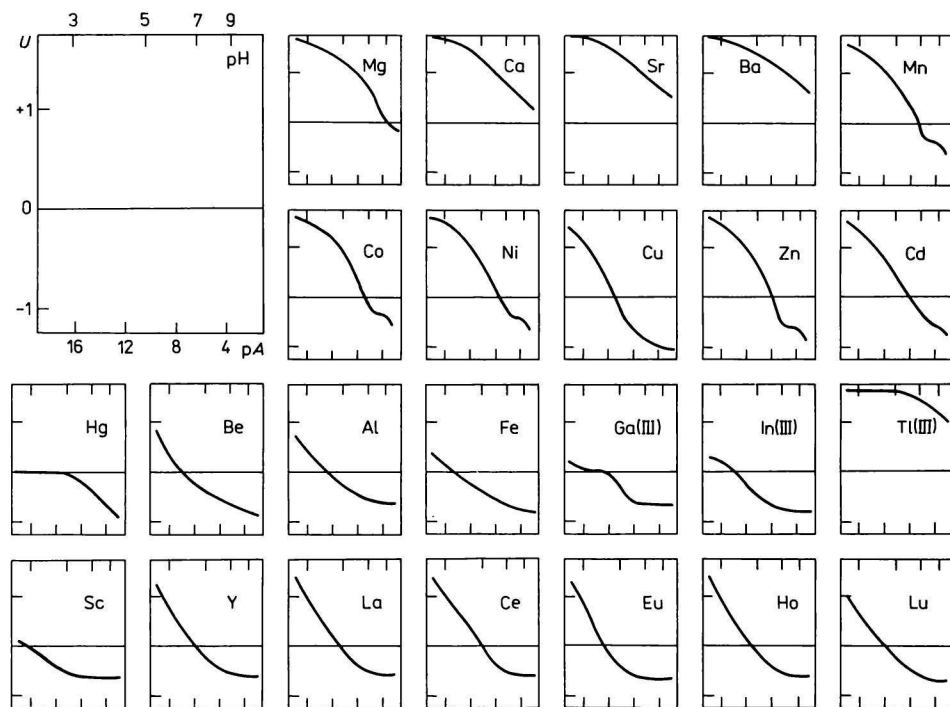 3 5 7 9
U
pH
+1
0
-1
16 12 8 4 pA
Mg
Ca
Sr
Ba
Mn
Co
Ni
Cu
Zn
Cd
Hg
Be
Al
Fe
Ga(III)
In(III)
Tl(III)
Sc
Y
La
Ce
Eu
Ho
Lu